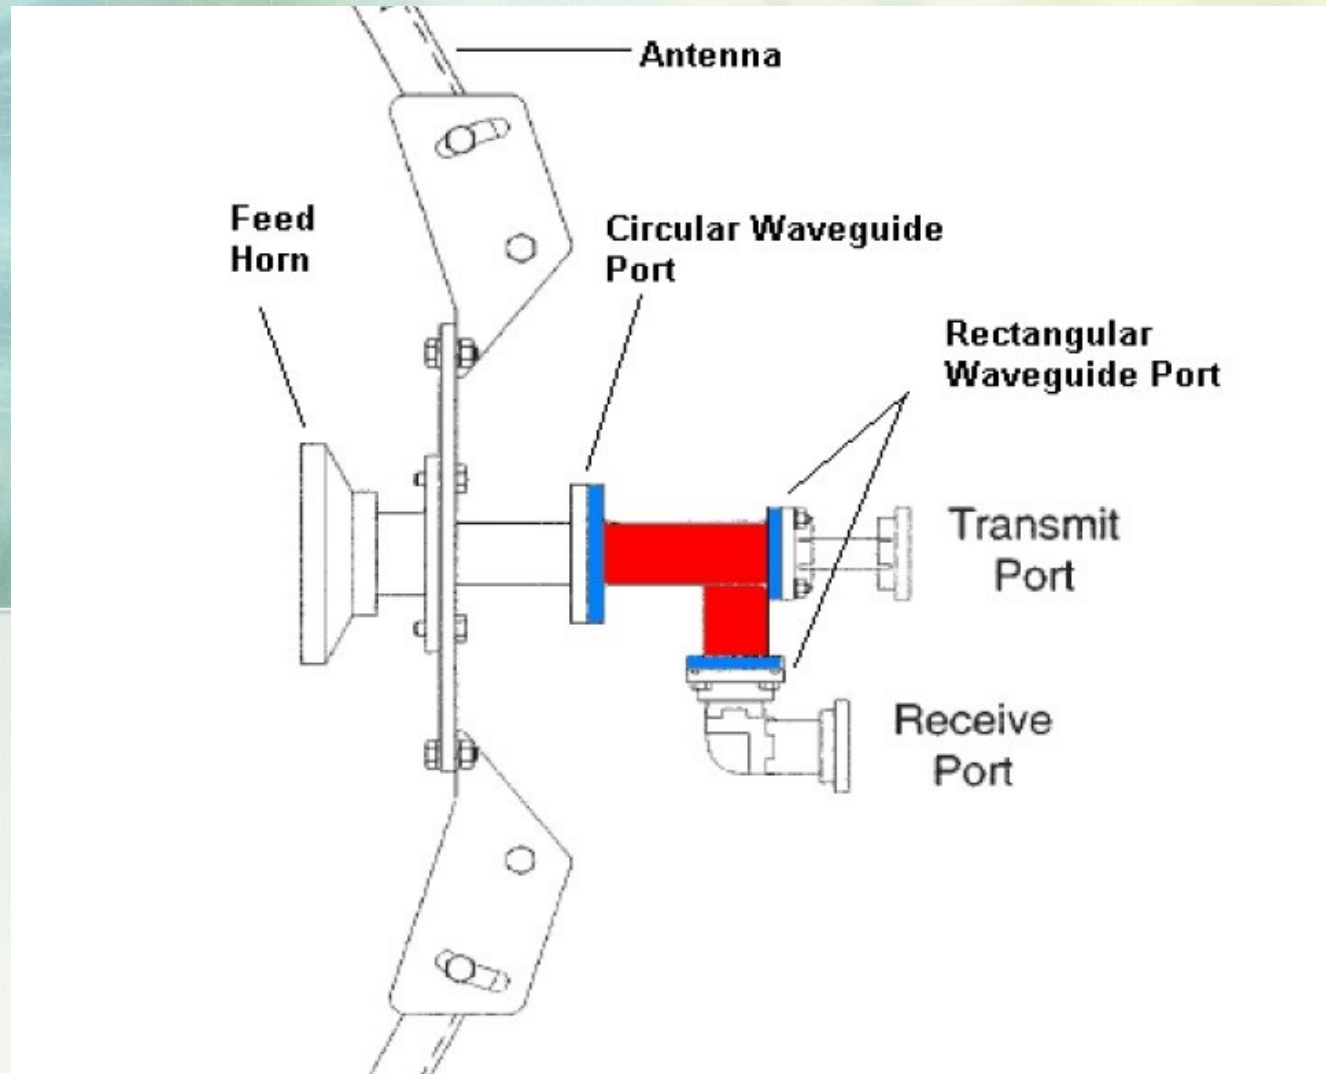 Antenna
Feed
Horn
Circular Waveguide
Port
Rectangular
Waveguide Port
Transmit
Port
Receive
Port